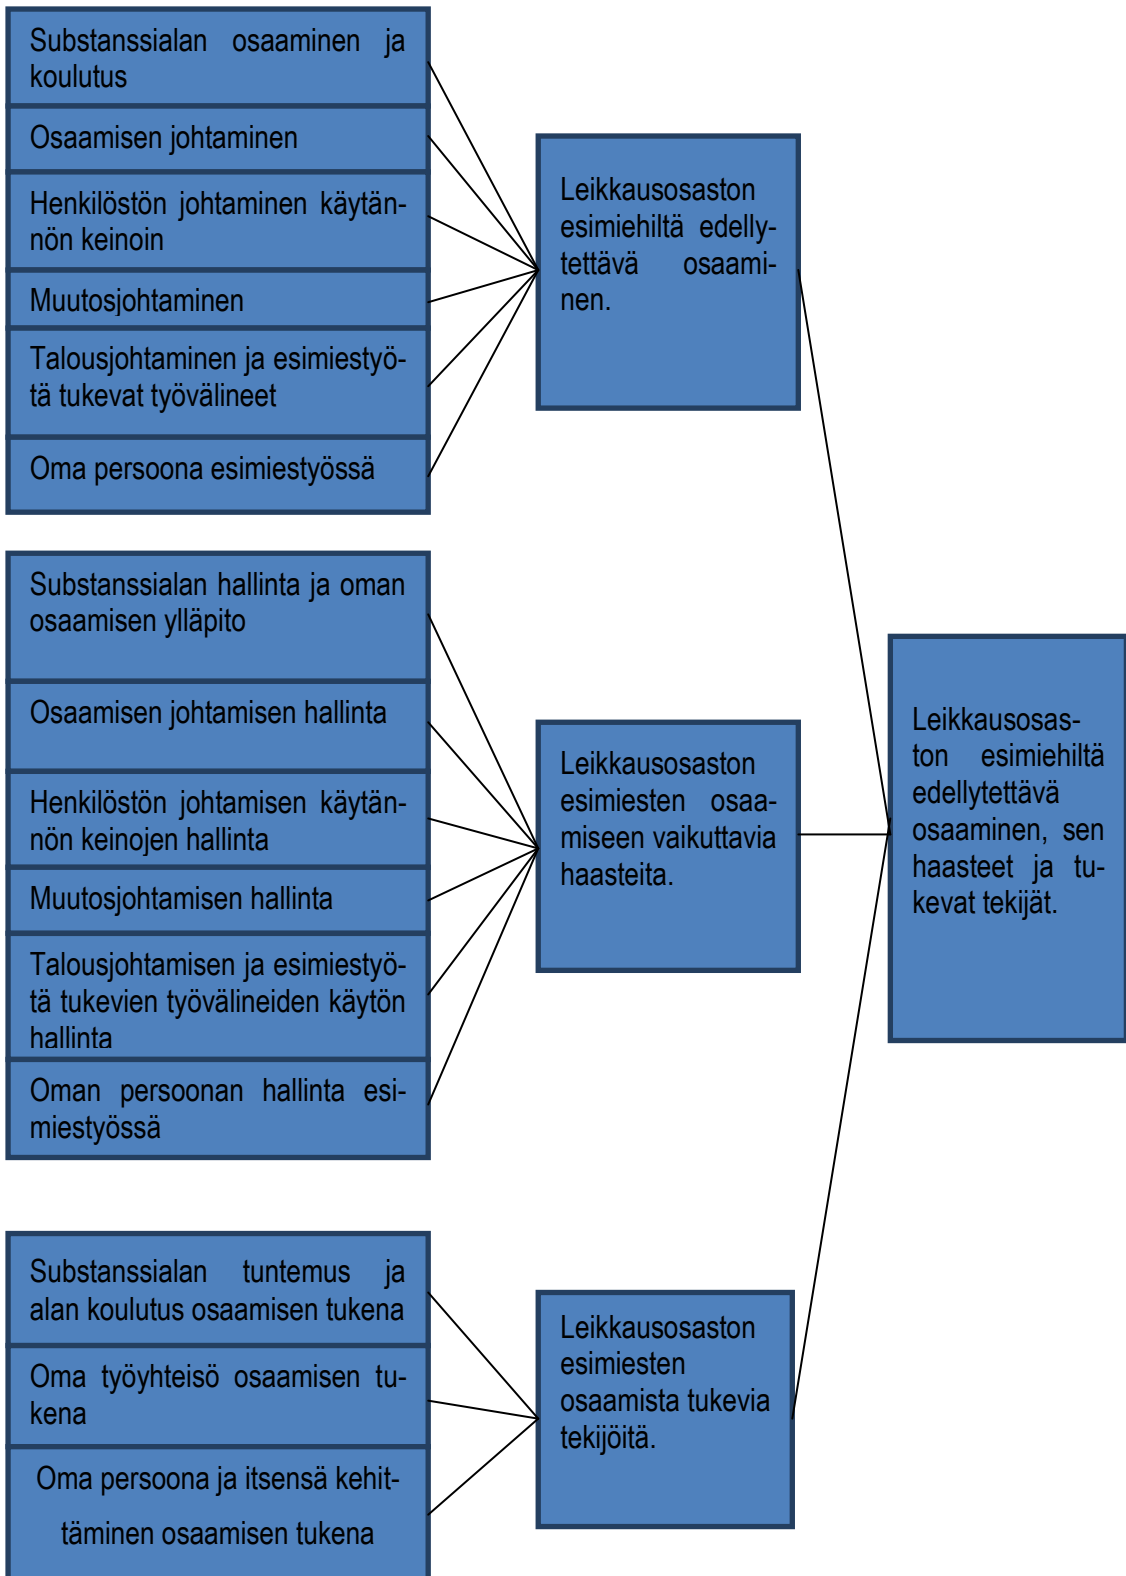 Substanssialan osaaminen ja
koulutus
Osaamisen johtaminen
Henkilöstön johtaminen käytän-
nön keinoin
Muutosjohtaminen
Talousjohtaminen ja esimiestyö-
tä tukevat työvälineet
Oma persoona esimiestyössä
Leikkausosaston
esimiehiltä edelly-
tettävä osaami-
nen.
Substanssialan hallinta ja oman
osaamisen ylläpito
Osaamisen johtamisen hallinta
Henkilöstön johtamisen käytän-
nön keinojen hallinta
Muutosjohtamisen hallinta
Talousjohtamisen ja esimiestyö-
tä tukevien työvälineiden käytön
hallinta
Oman persoonan hallinta esi-
miestyössä
Leikkausosaston
esimiesten osaa-
miseen vaikuttavia
haasteita.
Substanssialan tuntemus ja
alan koulutus osaamisen tukena
Oma työyhteisö osaamisen tu-
kena
Oma persoona ja itsensä kehit-
täminen osaamisen tukena
Leikkausosaston
esimiesten
osaamista tukevia
tekijöitä.
Leikkausosas-
ton esimiehiltä
edellytettävä
osaaminen, sen
haasteet ja tu-
kevat tekijät.